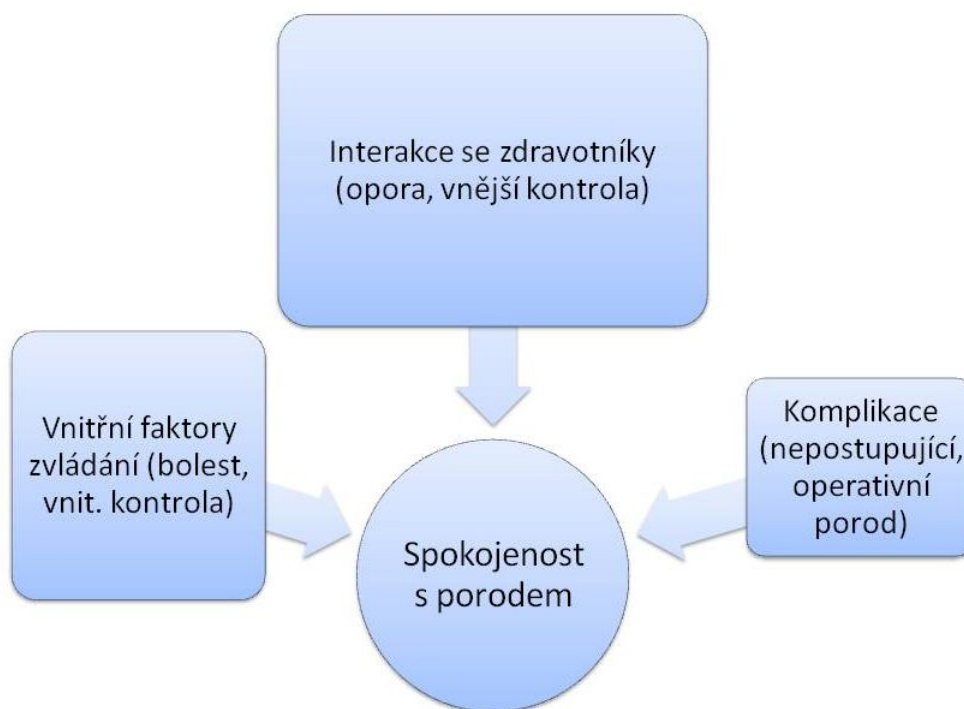 Interakce se zdravotníky
(opora, vnější kontrola)
Vnitřní faktory
zvládání (bolest,
vnit. kontrola)
Komplikace
(nepostupující,
operativní
porod)
Spokojenost
s porodem